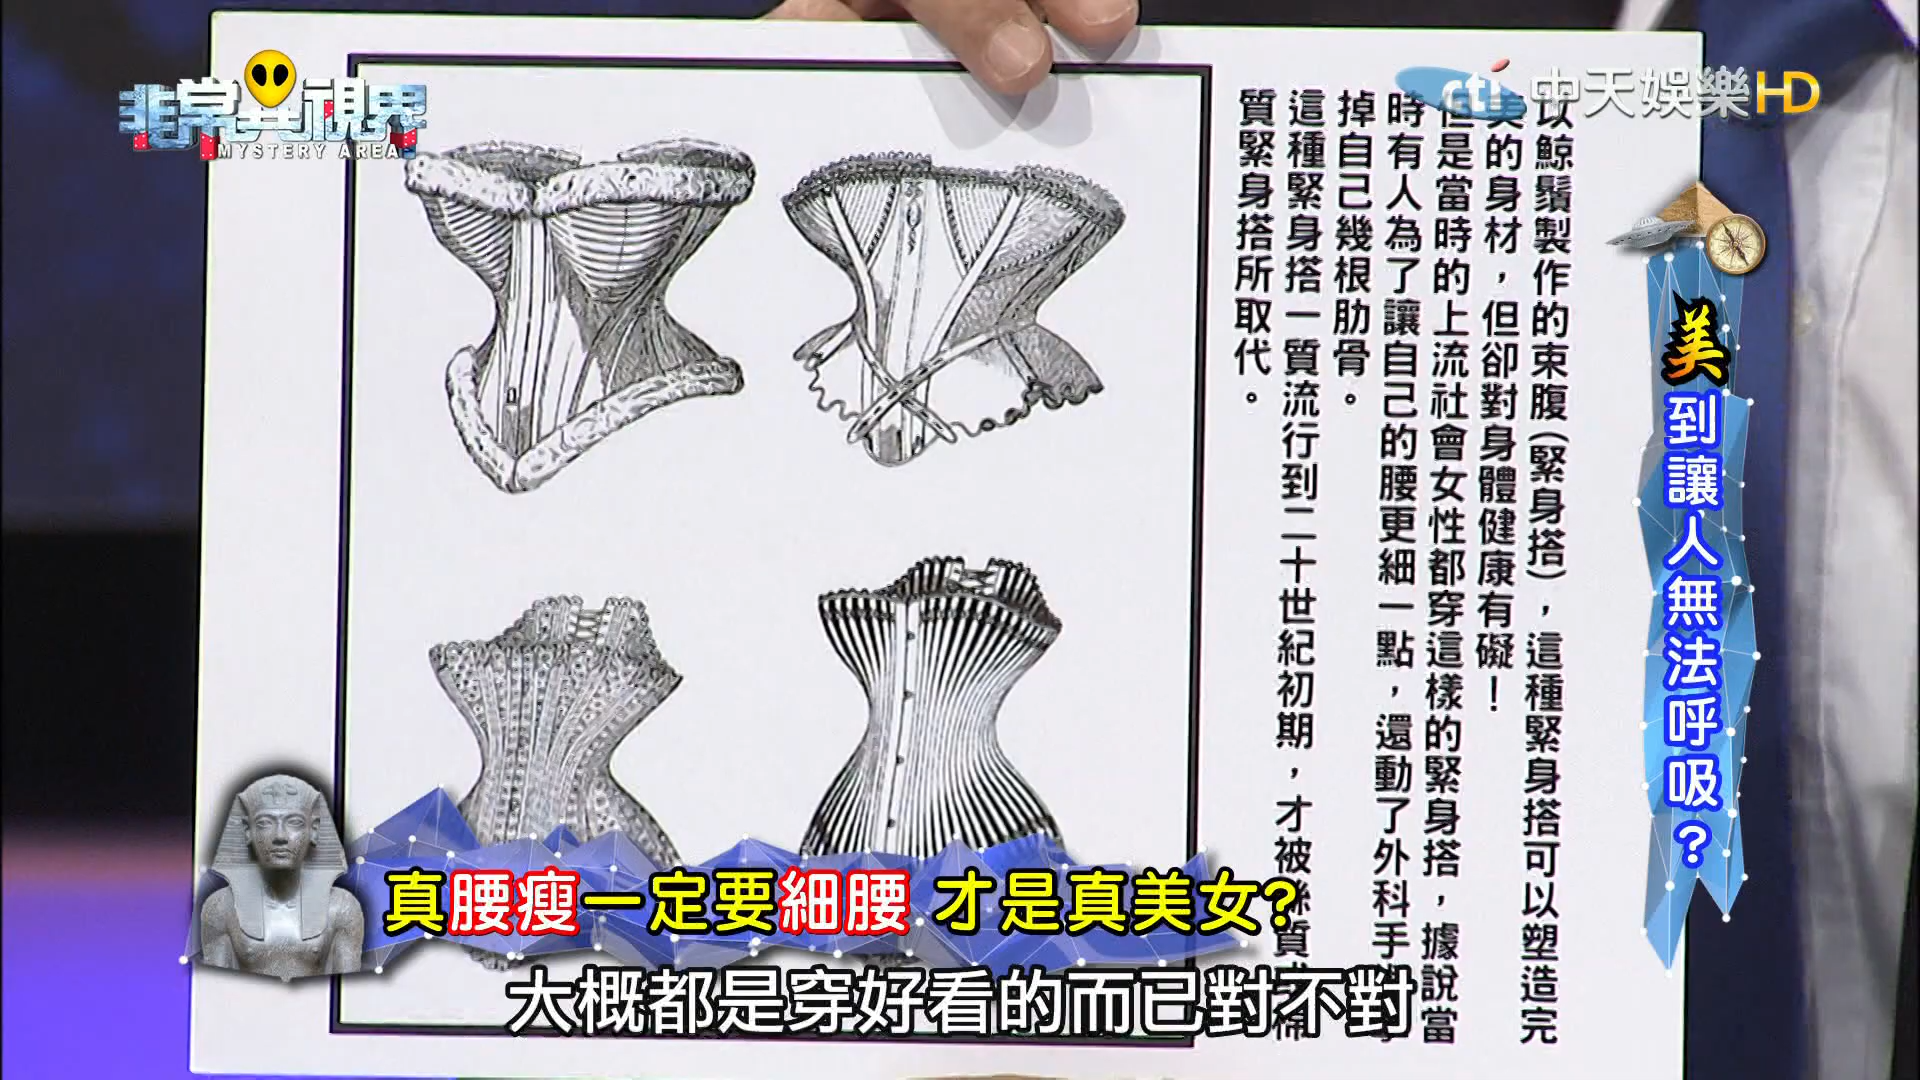 非常異視界
MYSTERY AREA
cti 中天娛樂HD
以鯨鬚製作的束腹(緊身搭)，這種緊身搭可以塑造完
美的身材，但卻對身體健康有礙！
但是當時的上流社會女性都穿這樣的緊身搭，據說當
時有人為了讓自己的腰更細一點，還動了外科手
掉自己幾根肋骨。
這種緊身搭一直流行到二十世紀初期，才被絲質
質緊身搭所取代。
美到讓人無法呼吸？
真腰瘦一定要細腰 才是真美女?
大概都是穿好看的而已對不對